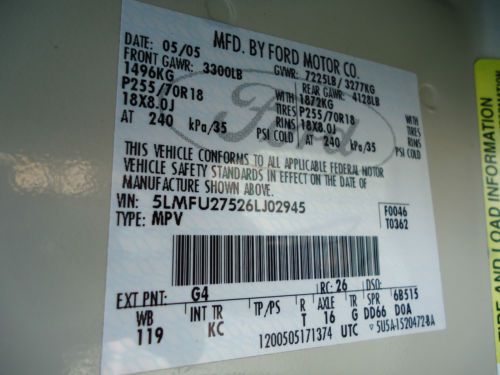 MFD. BY FORD MOTOR CO.
DATE: 05/05 GVWR: 7225LB/ 3277KG
FRONT GAWR: 3300LB REAR GAWR: 4128LB
1496KG WITH 1872KG WITH
P255/70R18 TIRES P255/70R18 TIRES
18X8.0J RIMS 18X8.0J RIMS
AT 240 kPa/35 PSI COLD AT 240 kPa/35 PSI COLD
Ford
THIS VEHICLE CONFORMS TO ALL APPLICABLE FEDERAL MOTOR
VEHICLE SAFETY STANDARDS IN EFFECT ON THE DATE OF
MANUFACTURE SHOWN ABOVE.
VIN: 5LMFU27526LJ02945
TYPE: MPV
F0046
T0362
EXT PNT: G4 RC: 26 DSO:
WB INT TR TP/PS R AXLE TR SPR 6B515
119 KC T 16 G DD66 D0A
1200505171374 UTC 5U5A-1520472-BA
TIRE AND LOAD INFORMATION